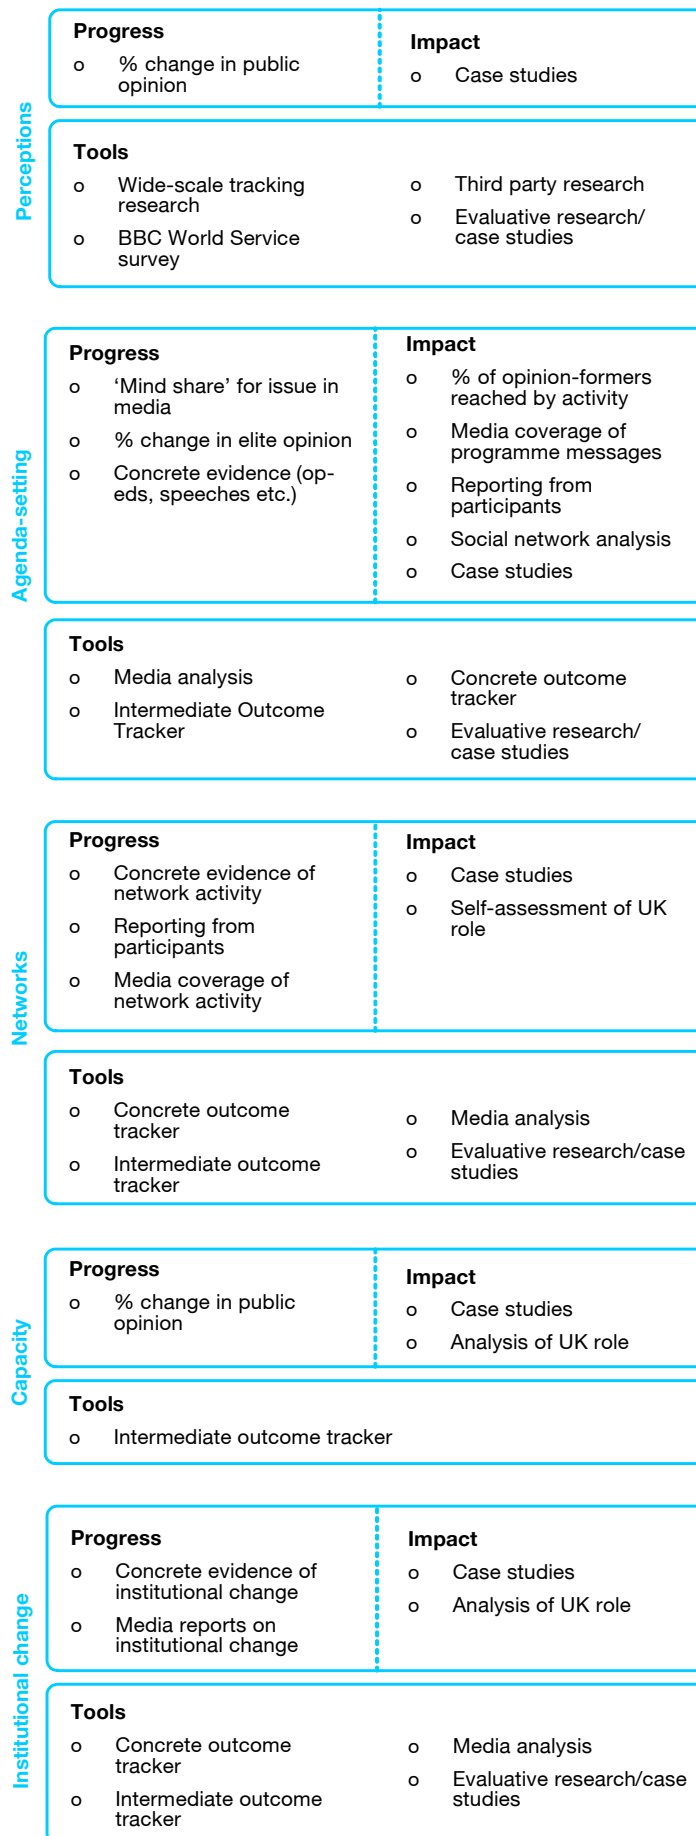 Perceptions
Progress
o % change in public
opinion
Impact
o Case studies
Tools
o Wide-scale tracking
research
o BBC World Service
survey
o Third party research
o Evaluative research/
case studies
Agenda-setting
Progress
o ‘Mind share’ for issue in
media
o % change in elite opinion
o Concrete evidence (op-
eds, speeches etc.)
Impact
o % of opinion-formers
reached by activity
o Media coverage of
programme messages
o Reporting from
participants
o Social network analysis
o Case studies
Tools
o Media analysis
o Intermediate Outcome
Tracker
o Concrete outcome
tracker
o Evaluative research/
case studies
Networks
Progress
o Concrete evidence of
network activity
o Reporting from
participants
o Media coverage of
network activity
Impact
o Case studies
o Self-assessment of UK
role
Tools
o Concrete outcome
tracker
o Intermediate outcome
tracker
o Media analysis
o Evaluative research/case
studies
Capacity
Progress
o % change in public
opinion
Impact
o Case studies
o Analysis of UK role
Tools
o Intermediate outcome tracker
Institutional change
Progress
o Concrete evidence of
institutional change
o Media reports on
institutional change
Impact
o Case studies
o Analysis of UK role
Tools
o Concrete outcome
tracker
o Intermediate outcome
tracker
o Media analysis
o Evaluative research/case
studies